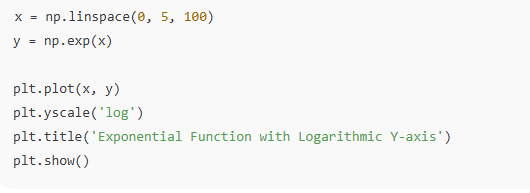 x = np.linspace(0, 5, 100)
y = np.exp(x)
plt.plot(x, y)
plt.yscale('log')
plt.title('Exponential Function with Logarithmic Y-axis')
plt.show()